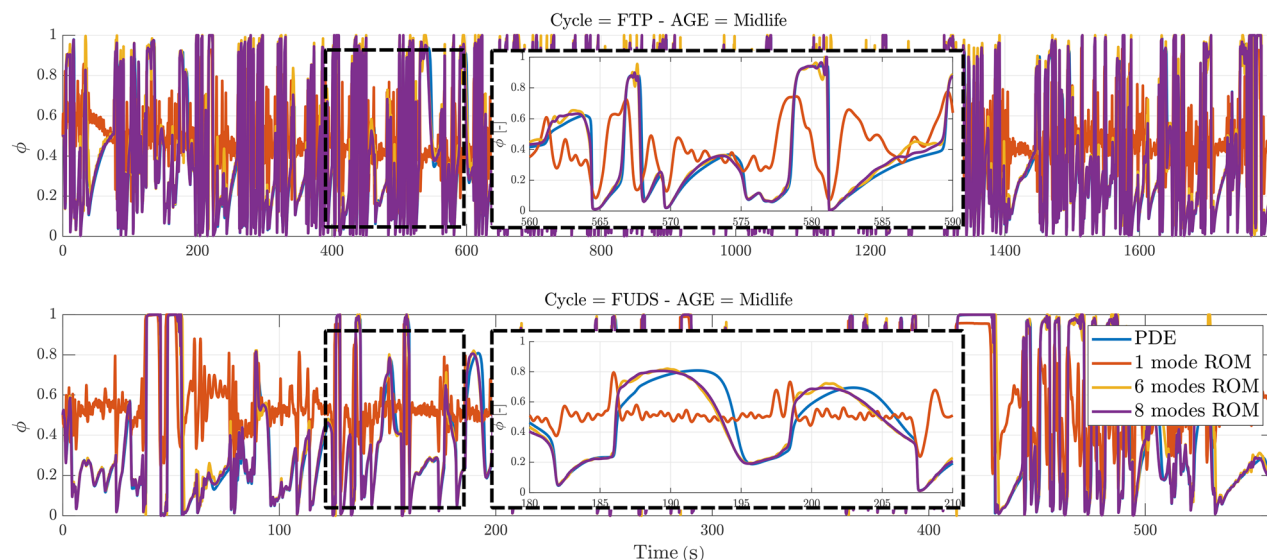 Cycle = FTP - AGE = Midlife
1
0.8
0.6
0.4
0.2
0
ϕ
0 200 400 600 800 1000 1200 1400 1600
1
0.8
0.6
0.4
0.2
0
ϕ [-]
560 565 570 575 580 585 590
Cycle = FUDS - AGE = Midlife
1
0.8
0.6
0.4
0.2
0
ϕ
0 100 200 300 400 500
Time (s)
1
0.8
0.6
0.4
0.2
0
ϕ [-]
180 185 190 195 200 205 210
PDE
1 mode ROM
6 modes ROM
8 modes ROM